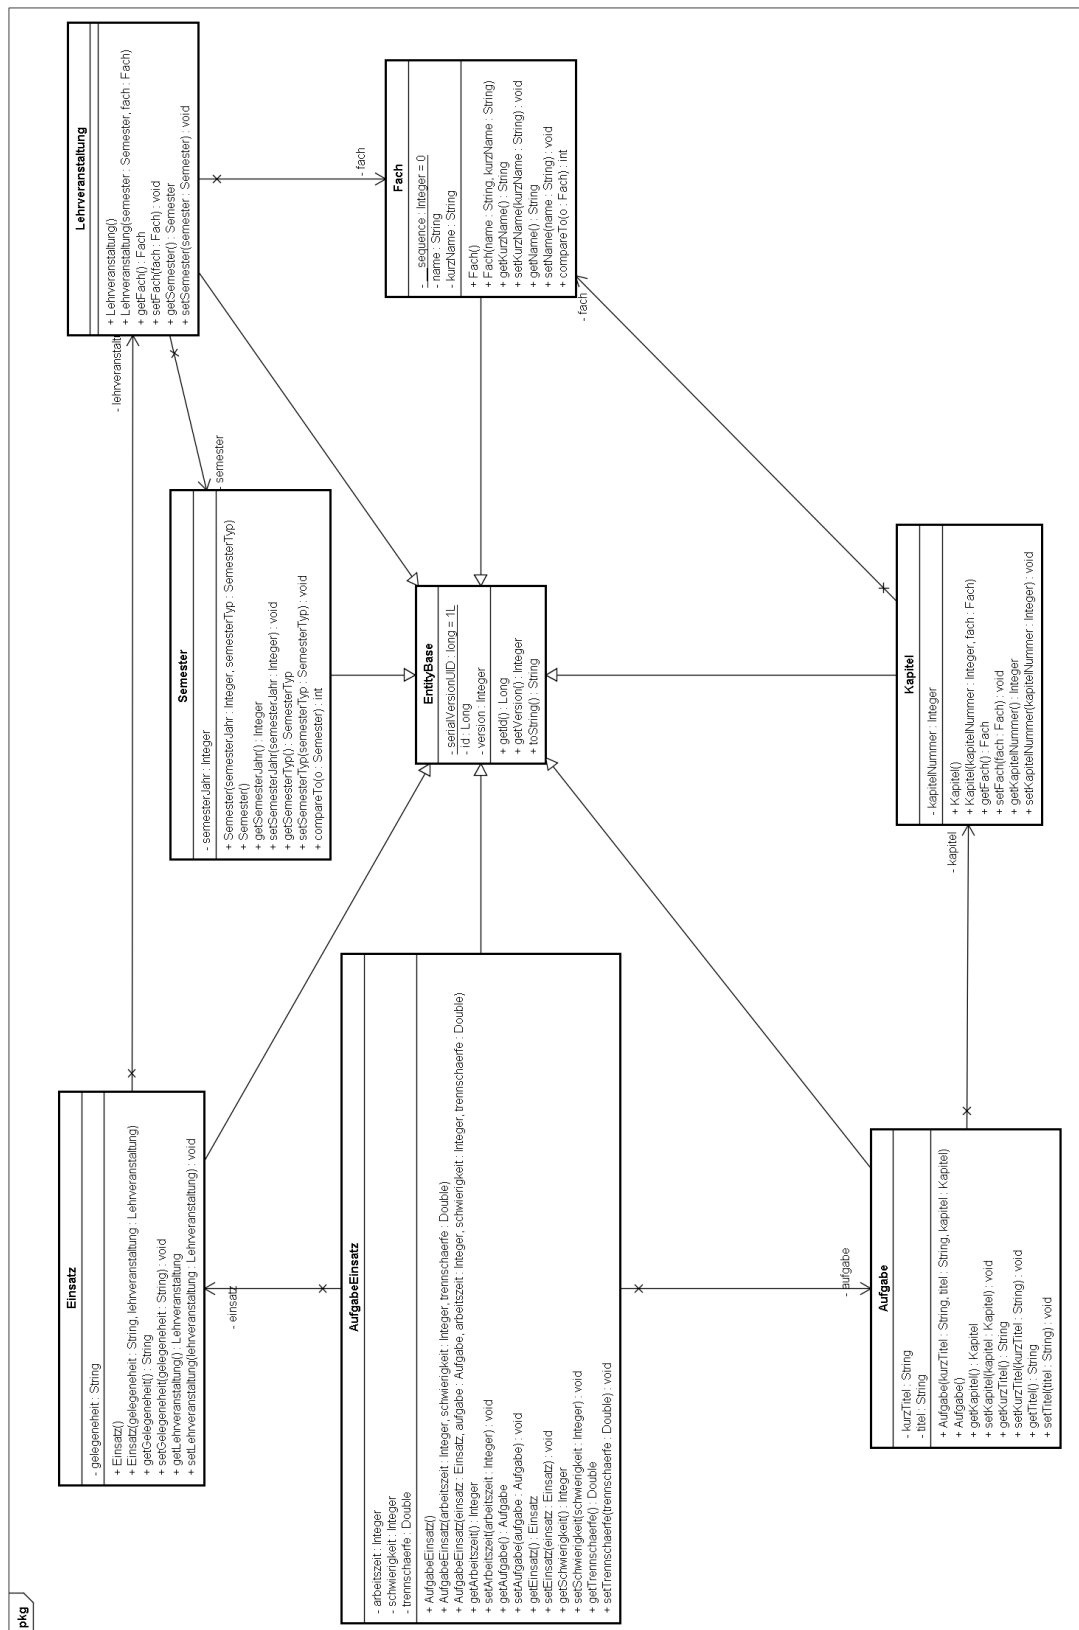 pkg
Einsatz
- gelegeneheit : String
+ Einsatz()
+ Einsatz(gelegeneheit : String, lehrveranstaltung : Lehrveranstaltung)
+ getGelegeneheit() : String
+ setGelegeneheit(gelegeneheit : String) : void
+ getLehrveranstaltung() : Lehrveranstaltung
+ setLehrveranstaltung(lehrveranstaltung : Lehrveranstaltung) : void
- lehrveranstaltu
Lehrveranstaltung
+ Lehrveranstaltung()
+ Lehrveranstaltung(semester : Semester, fach : Fach)
+ getFach() : Fach
+ setFach(fach : Fach) : void
+ getSemester() : Semester
+ setSemester(semester : Semester) : void
Semester
- semesterJahr : Integer
+ Semester(semesterJahr : Integer, semesterTyp : SemesterTyp)
+ Semester()
+ getSemesterJahr() : Integer
+ setSemesterJahr(semesterJahr : Integer) : void
+ getSemesterTyp() : SemesterTyp
+ setSemesterTyp(semesterTyp : SemesterTyp) : void
+ compareTo(o : Semester) : int
- semester
- einsatz
- fach
AufgabeEinsatz
- arbeitszeit : Integer
- schwierigkeit : Integer
- trennschaerfe : Double
+ AufgabeEinsatz()
+ AufgabeEinsatz(arbeitszeit : Integer, schwierigkeit : Integer, trennschaerfe : Double)
+ AufgabeEinsatz(einsatz : Einsatz, aufgabe : Aufgabe, arbeitszeit : Integer, schwierigkeit : Integer, trennschaerfe : Double)
+ getArbeitszeit() : Integer
+ setArbeitszeit(arbeitszeit : Integer) : void
+ getAufgabe() : Aufgabe
+ setAufgabe(aufgabe : Aufgabe) : void
+ getEinsatz() : Einsatz
+ setEinsatz(einsatz : Einsatz) : void
+ getSchwierigkeit() : Integer
+ setSchwierigkeit(schwierigkeit : Integer) : void
+ getTrennschaerfe() : Double
+ setTrennschaerfe(trennschaerfe : Double) : void
EntityBase
- serialVersionUID : long = 1L
- id : Long
- version : Integer
+ getId() : Long
+ getVersion() : Integer
+ toString() : String
Fach
- sequence : Integer = 0
- name : String
- kurzName : String
+ Fach()
+ Fach(name : String, kurzName : String)
+ getKurzName() : String
+ setKurzName(kurzName : String) : void
+ getName() : String
+ setName(name : String) : void
+ compareTo(o : Fach) : int
- fach
- aufgabe
Aufgabe
- kurzTitel : String
- titel : String
+ Aufgabe(kurzTitel : String, titel : String, kapitel : Kapitel)
+ Aufgabe()
+ getKapitel() : Kapitel
+ setKapitel(kapitel : Kapitel) : void
+ getKurzTitel() : String
+ setKurzTitel(kurzTitel : String) : void
+ getTitel() : String
+ setTitel(titel : String) : void
- kapitel
Kapitel
- kapitelNummer : Integer
+ Kapitel()
+ Kapitel(kapitelNummer : Integer, fach : Fach)
+ getFach() : Fach
+ setFach(fach : Fach) : void
+ getKapitelNummer() : Integer
+ setKapitelNummer(kapitelNummer : Integer) : void